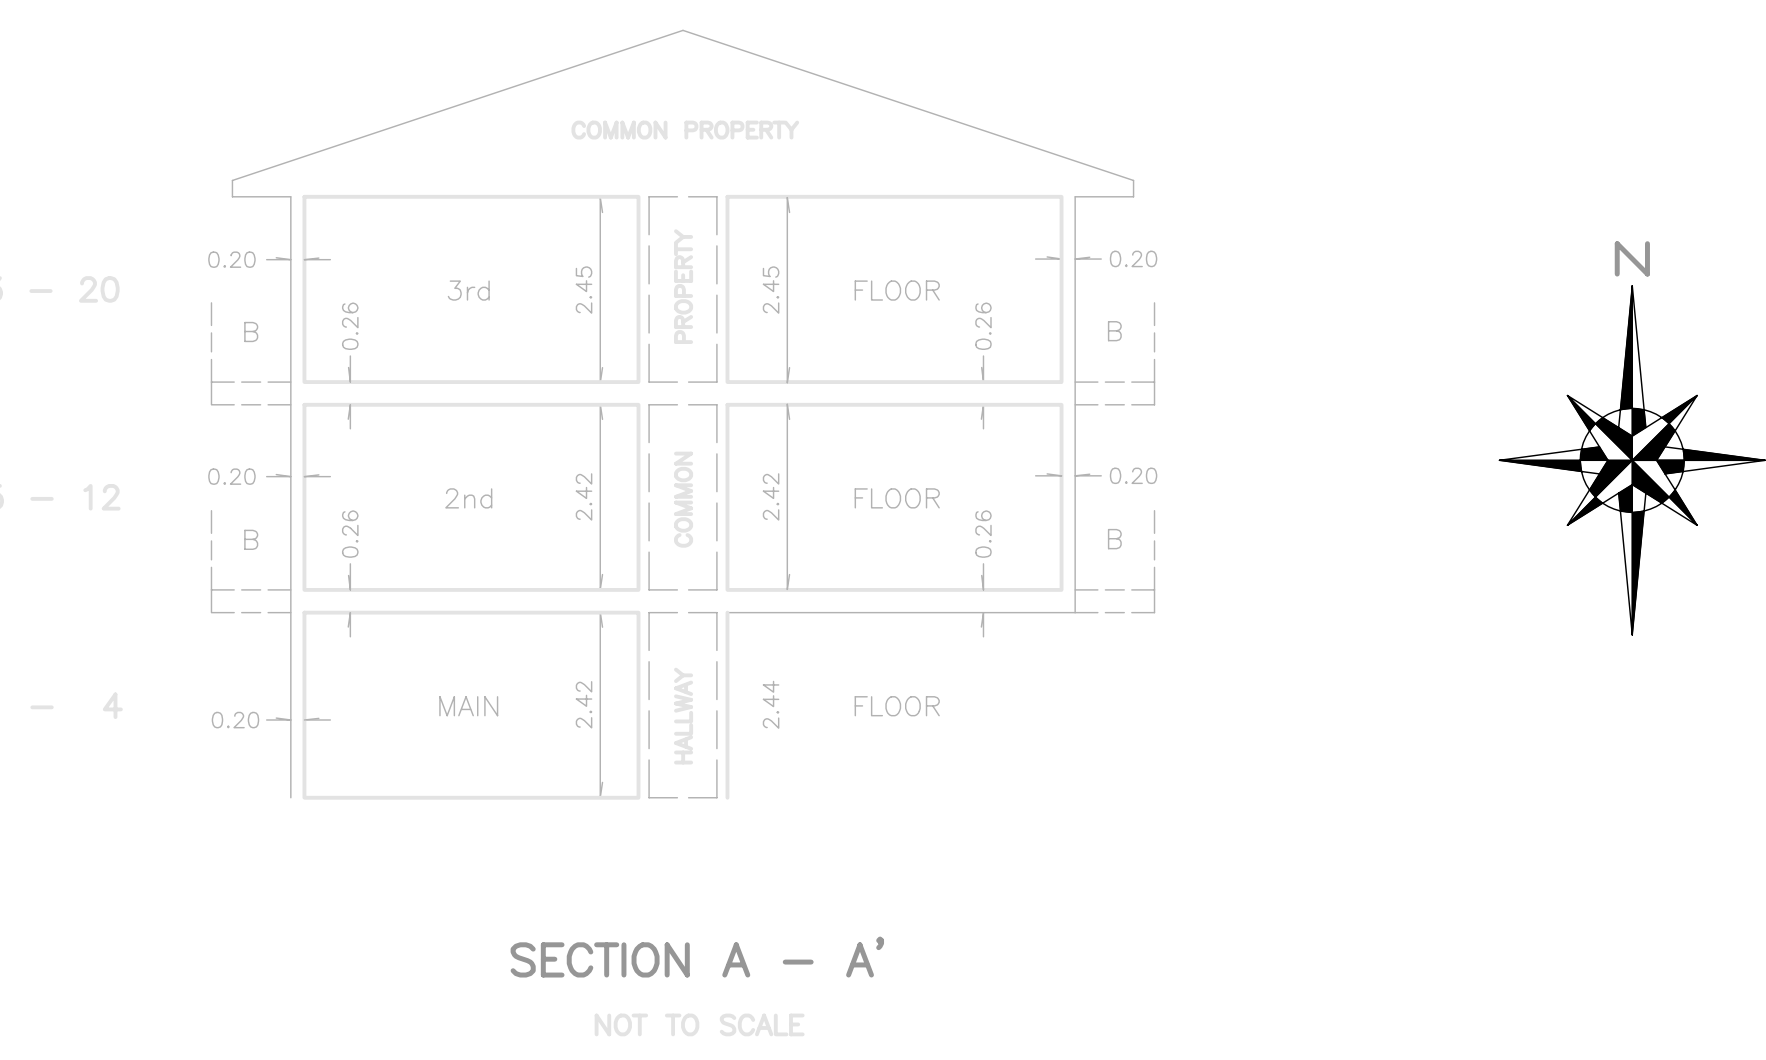 COMMON PROPERTY
0.20 0.20
- 20 3rd 2.45 PROPERTY 2.45 FLOOR
B 0.26 0.26 B
0.20 0.20
- 12 2nd 2.42 COMMON 2.42 FLOOR
B 0.26 0.26 B
- 4 MAIN 2.42 HALLWAY 2.44 FLOOR
0.20
N
SECTION A - A'
NOT TO SCALE